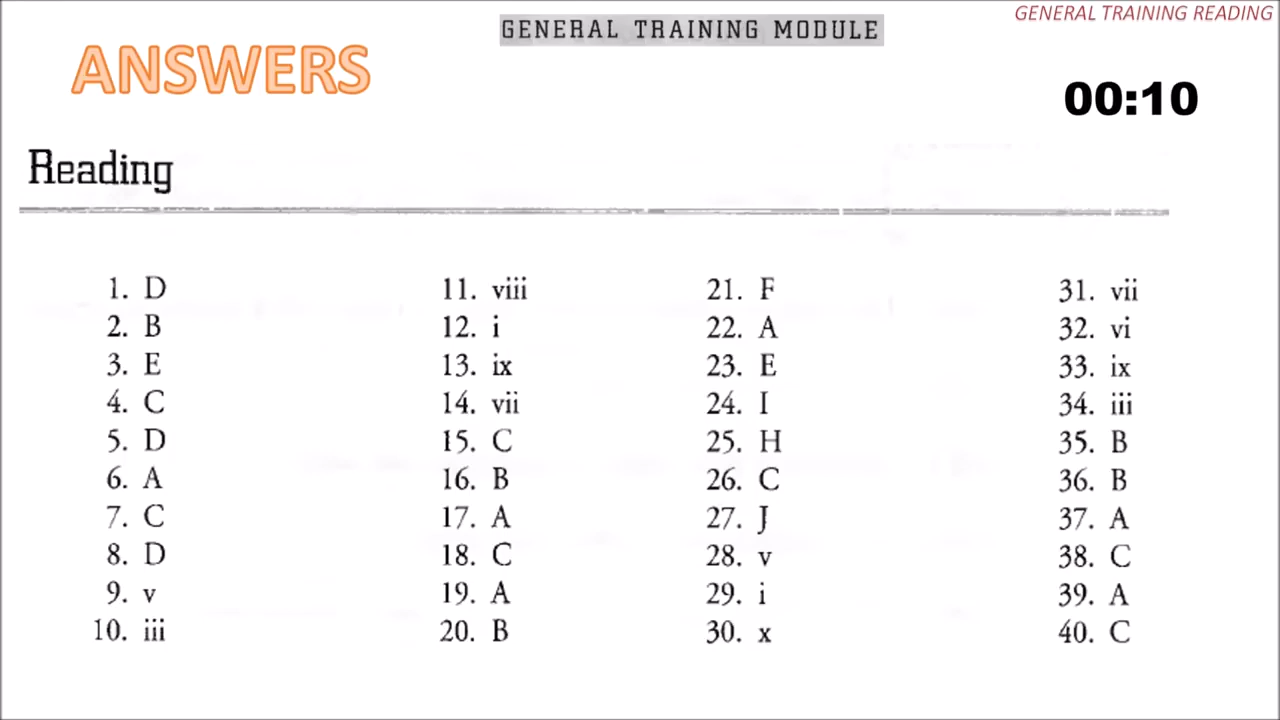 GENERAL TRAINING READING
GENERAL TRAINING MODULE
ANSWERS
00:10
Reading
1. D
2. B
3. E
4. C
5. D
6. A
7. C
8. D
9. v
10. iii
11. viii
12. i
13. ix
14. vii
15. C
16. B
17. A
18. C
19. A
20. B
21. F
22. A
23. E
24. I
25. H
26. C
27. J
28. v
29. i
30. x
31. vii
32. vi
33. ix
34. iii
35. B
36. B
37. A
38. C
39. A
40. C